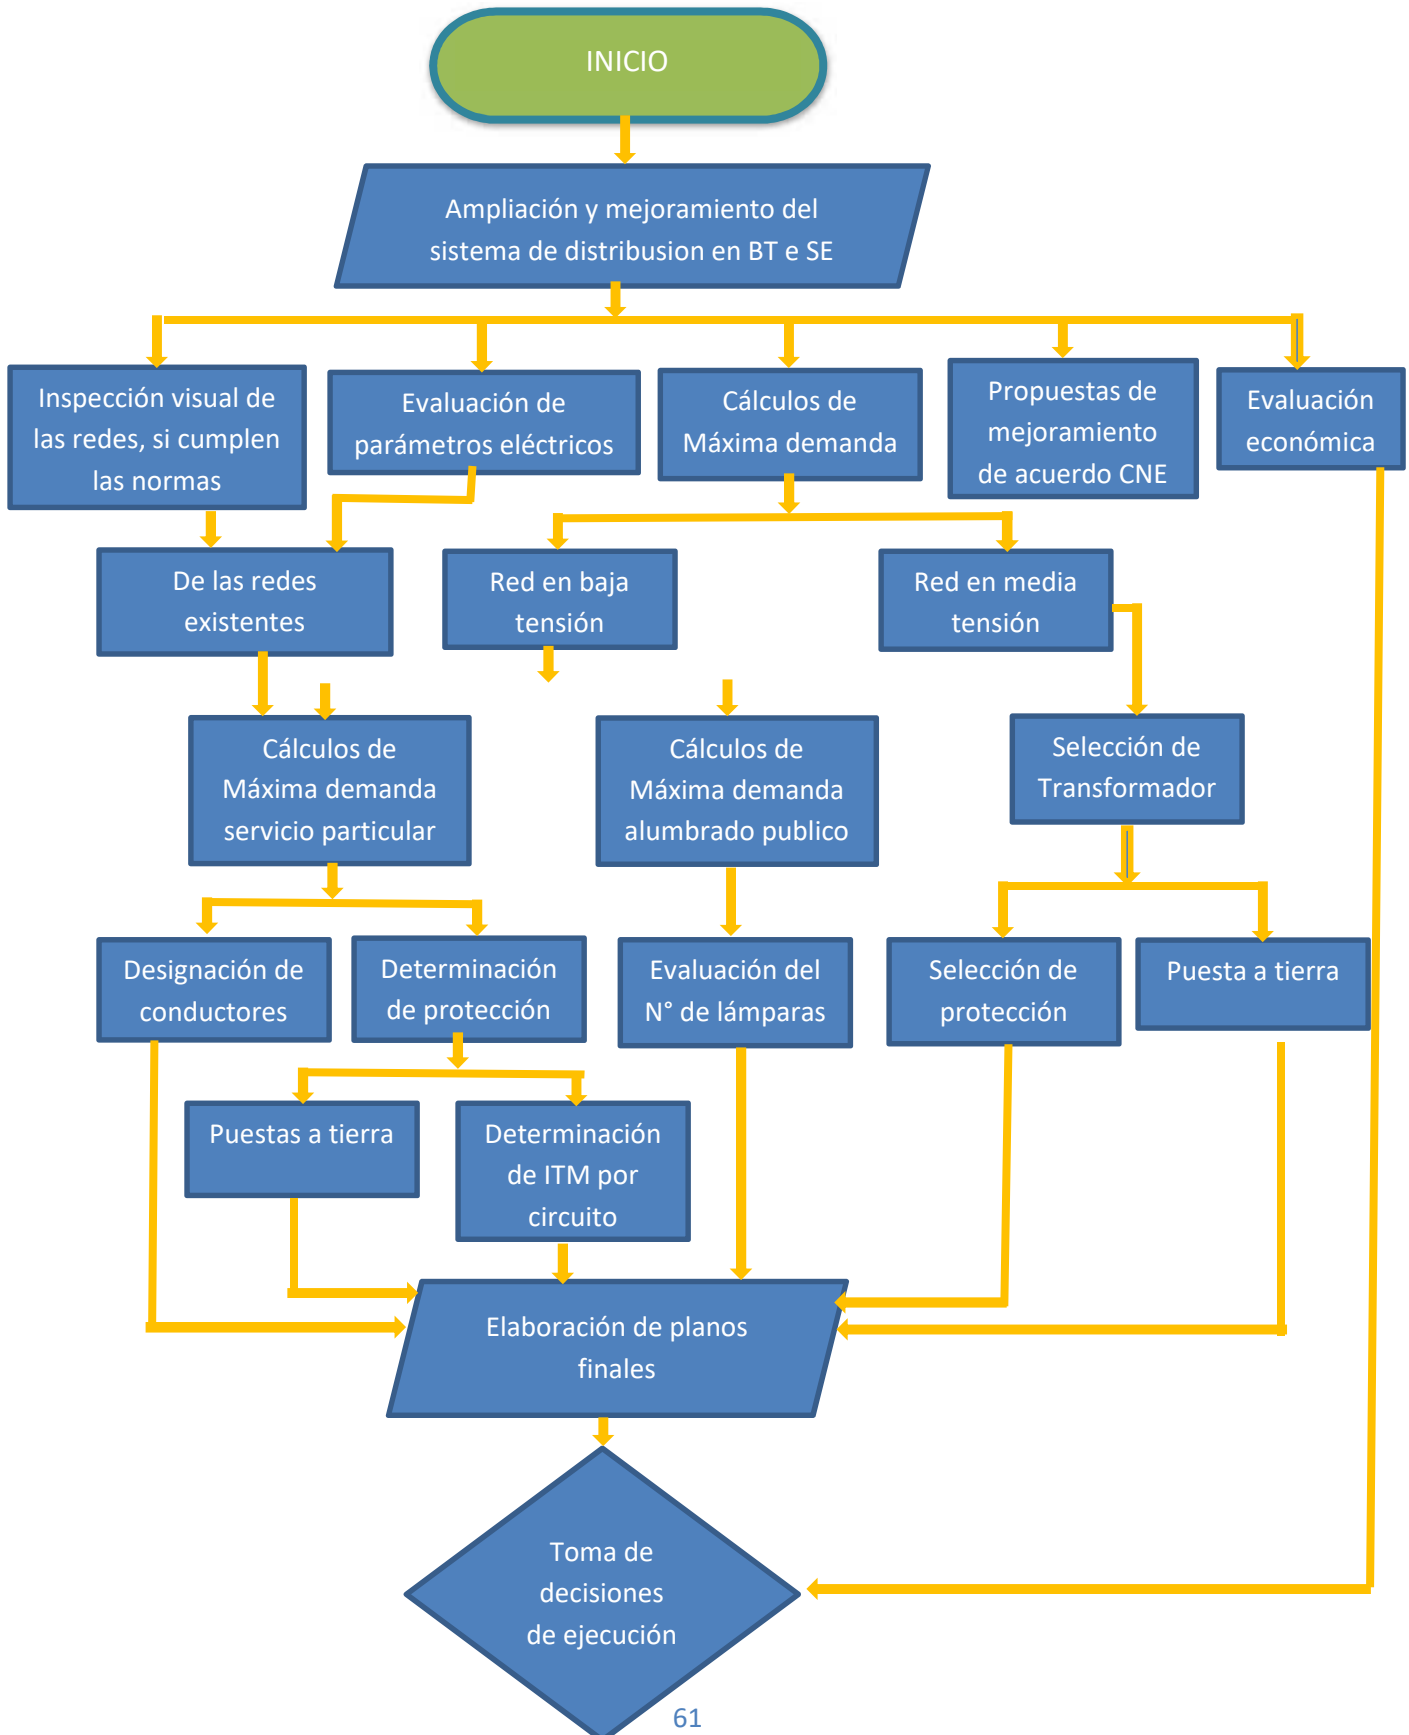 INICIO
Ampliación y mejoramiento del
sistema de distribusion en BT e SE
Inspección visual de
las redes, si cumplen
las normas
Evaluación de
parámetros eléctricos
Cálculos de
Máxima demanda
Propuestas de
mejoramiento
de acuerdo CNE
Evaluación
económica
De las redes
existentes
Red en baja
tensión
Red en media
tensión
Cálculos de
Máxima demanda
servicio particular
Cálculos de
Máxima demanda
alumbrado publico
Selección de
Transformador
Designación de
conductores
Determinación
de protección
Evaluación del
N° de lámparas
Selección de
protección
Puesta a tierra
Puestas a tierra
Determinación
de ITM por
circuito
Elaboración de planos
finales
Toma de
decisiones
de ejecución
61